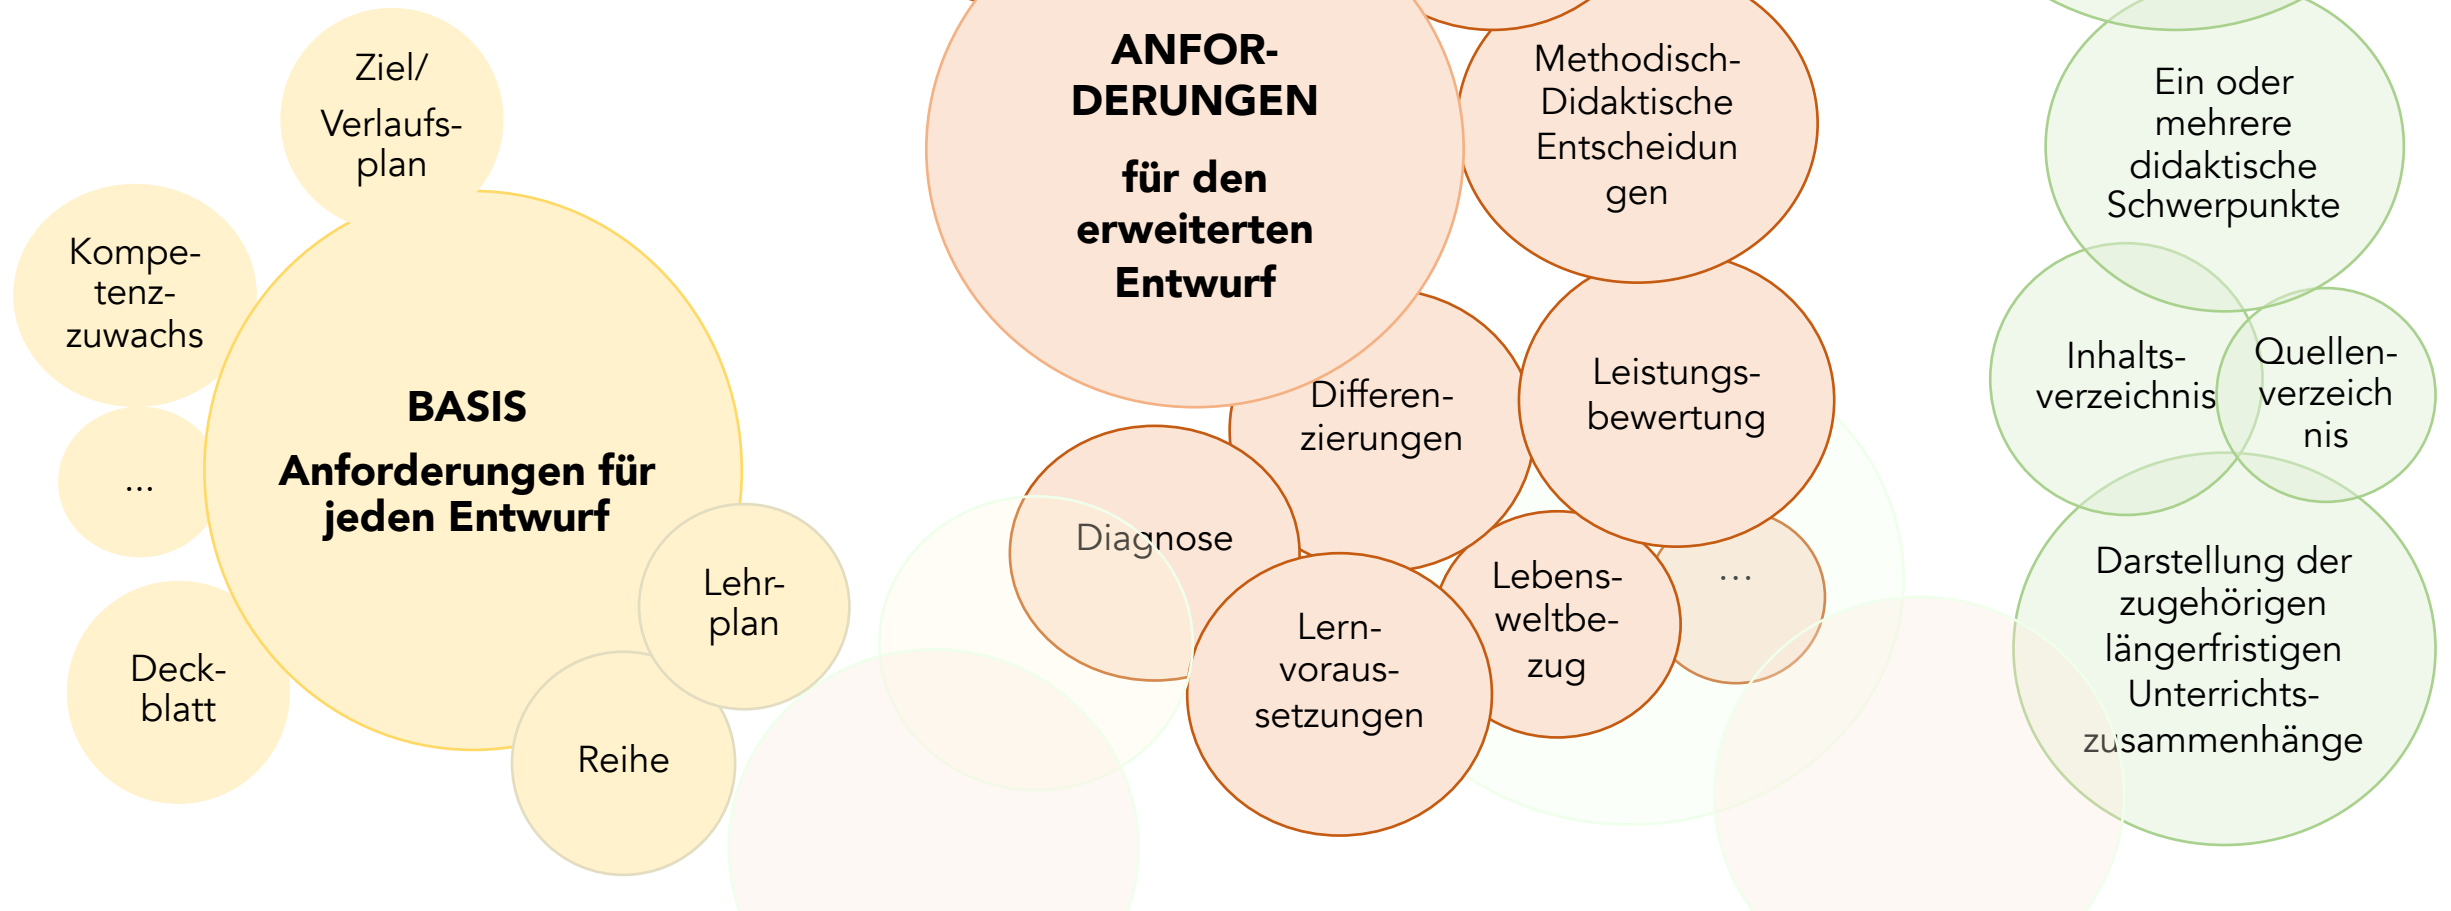 Ziel/
Verlaufs-
plan
Kompe-
tenz-
zuwachs
...
BASIS
Anforderungen für
jeden Entwurf
Deck-
blatt
Lehr-
plan
Reihe
ANFOR-
DERUNGEN
für den
erweiterten
Entwurf
Methodisch-
Didaktische
Entscheidun
gen
Differen-
zierungen
Leistungs-
bewertung
Diagnose
Lern-
voraus-
setzungen
Lebens-
weltbe-
zug
...
Ein oder
mehrere
didaktische
Schwerpunkte
Inhalts-
verzeichnis
Quellen-
verzeich
nis
Darstellung der
zugehörigen
längerfristigen
Unterrichts-
zusammenhänge